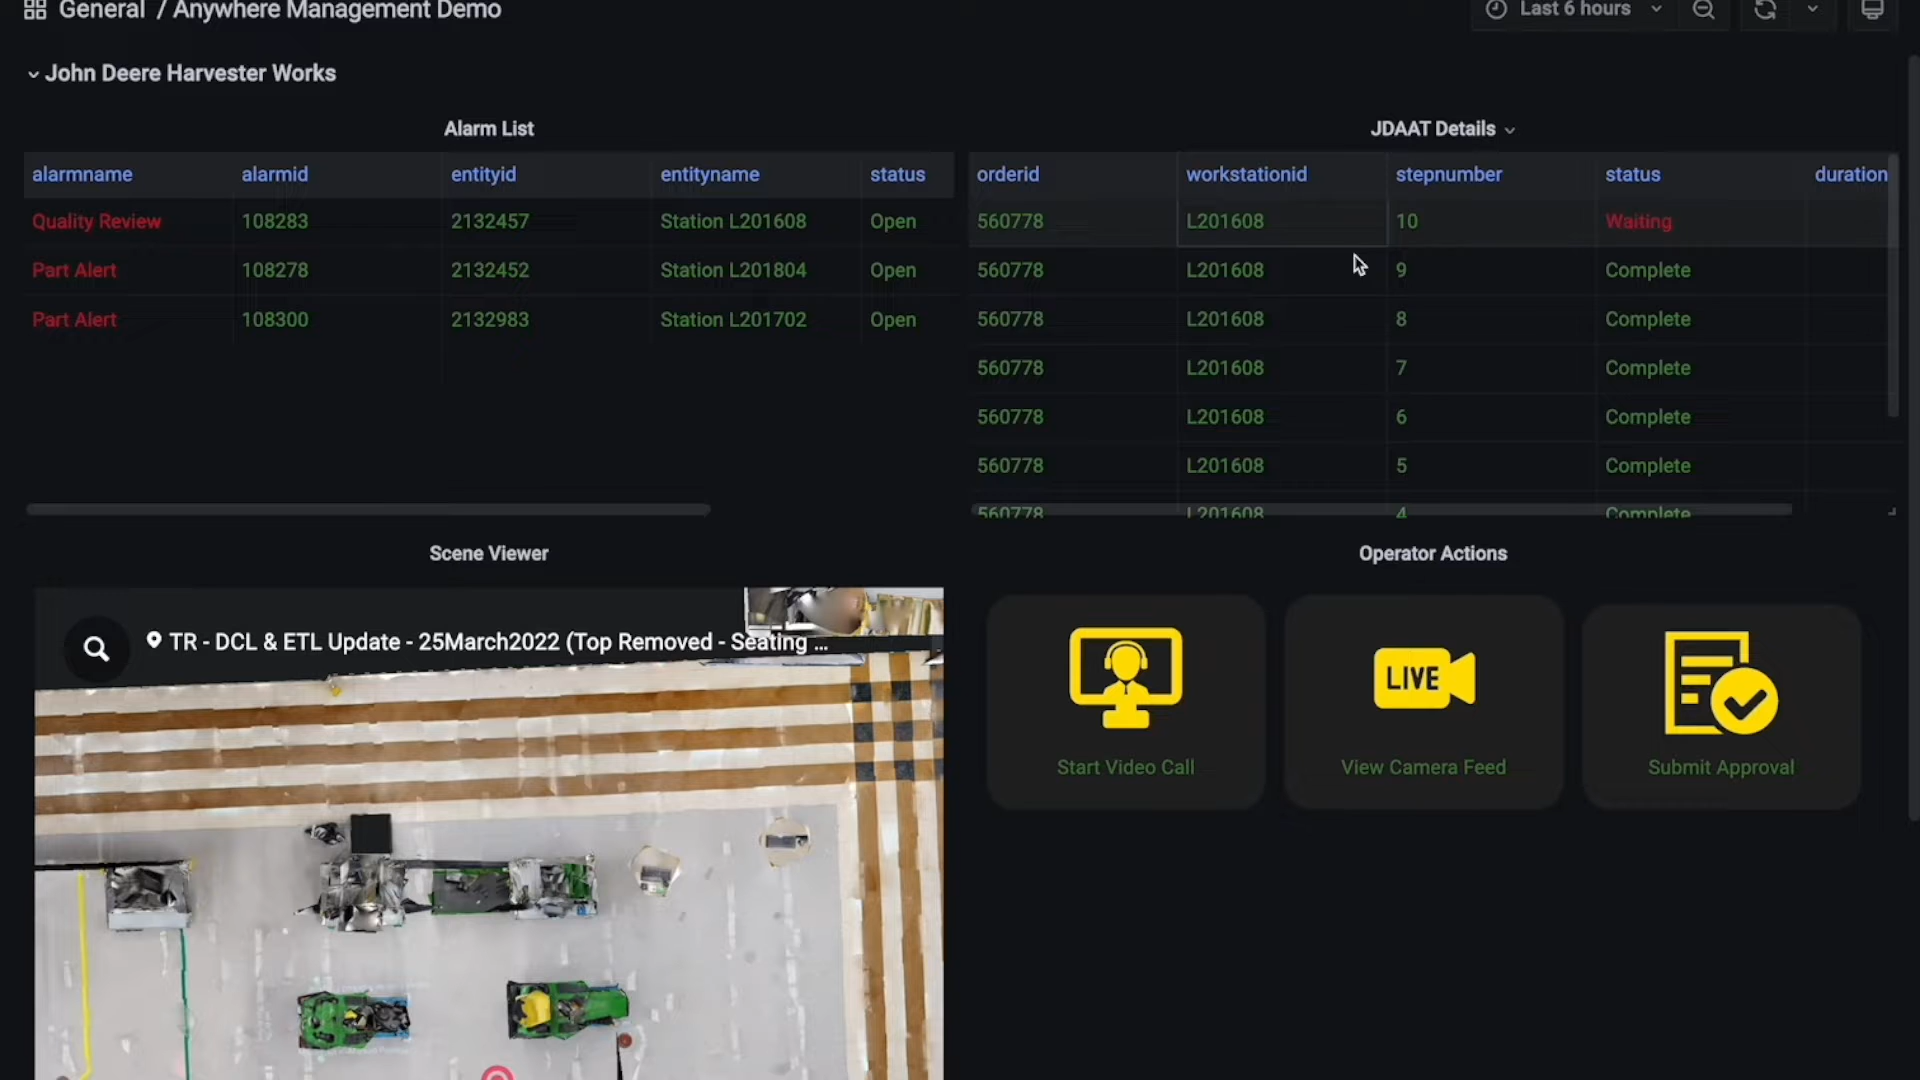 General / Anywhere Management Demo
Last 6 hours
John Deere Harvester Works
Alarm List
alarmname alarmid entityid entityname status
Quality Review 108283 2132457 Station L201608 Open
Part Alert 108278 2132452 Station L201804 Open
Part Alert 108300 2132983 Station L201702 Open
JDAAT Details
orderid workstationid stepnumber status duration
560778 L201608 10 Waiting
560778 L201608 9 Complete
560778 L201608 8 Complete
560778 L201608 7 Complete
560778 L201608 6 Complete
560778 L201608 5 Complete
560778 L201608 4 Complete
Scene Viewer
TR - DCL & ETL Update - 25March2022 (Top Removed - Seating ...
Operator Actions
LIVE
Start Video Call
View Camera Feed
Submit Approval